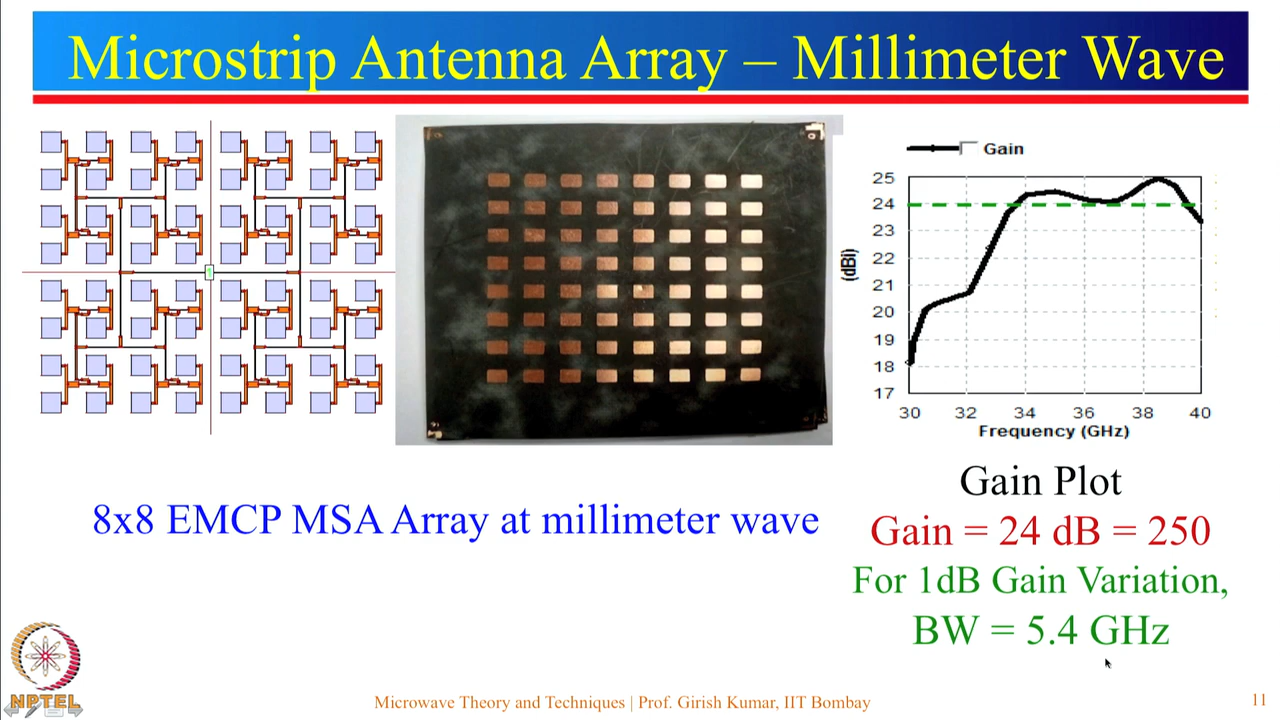 Microstrip Antenna Array – Millimeter Wave
Gain
25
24
23
22
21
20
19
18
17
(dBi)
30 32 34 36 38 40
Frequency (GHz)
8x8 EMCP MSA Array at millimeter wave
Gain Plot
Gain = 24 dB = 250
For 1dB Gain Variation,
BW = 5.4 GHz
NPTEL
Microwave Theory and Techniques | Prof. Girish Kumar, IIT Bombay
11